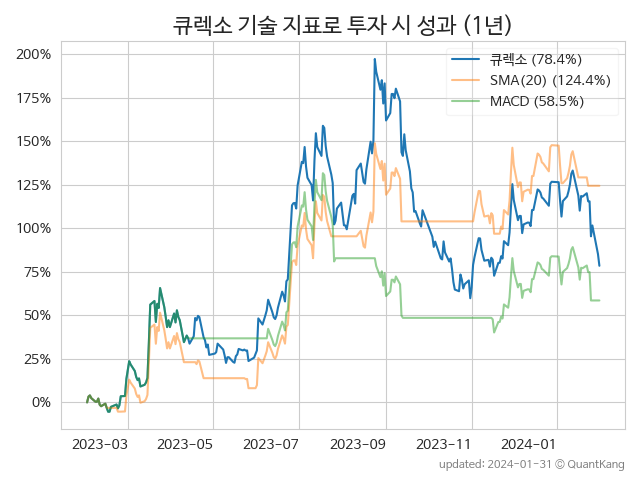 큐렉소 기술 지표로 투자 시 성과 (1년)
큐렉소 (78.4%)
SMA(20) (124.4%)
MACD (58.5%)
200%
175%
150%
125%
100%
75%
50%
25%
0%
2023-03 2023-05 2023-07 2023-09 2023-11 2024-01
updated: 2024-01-31 © QuantKang